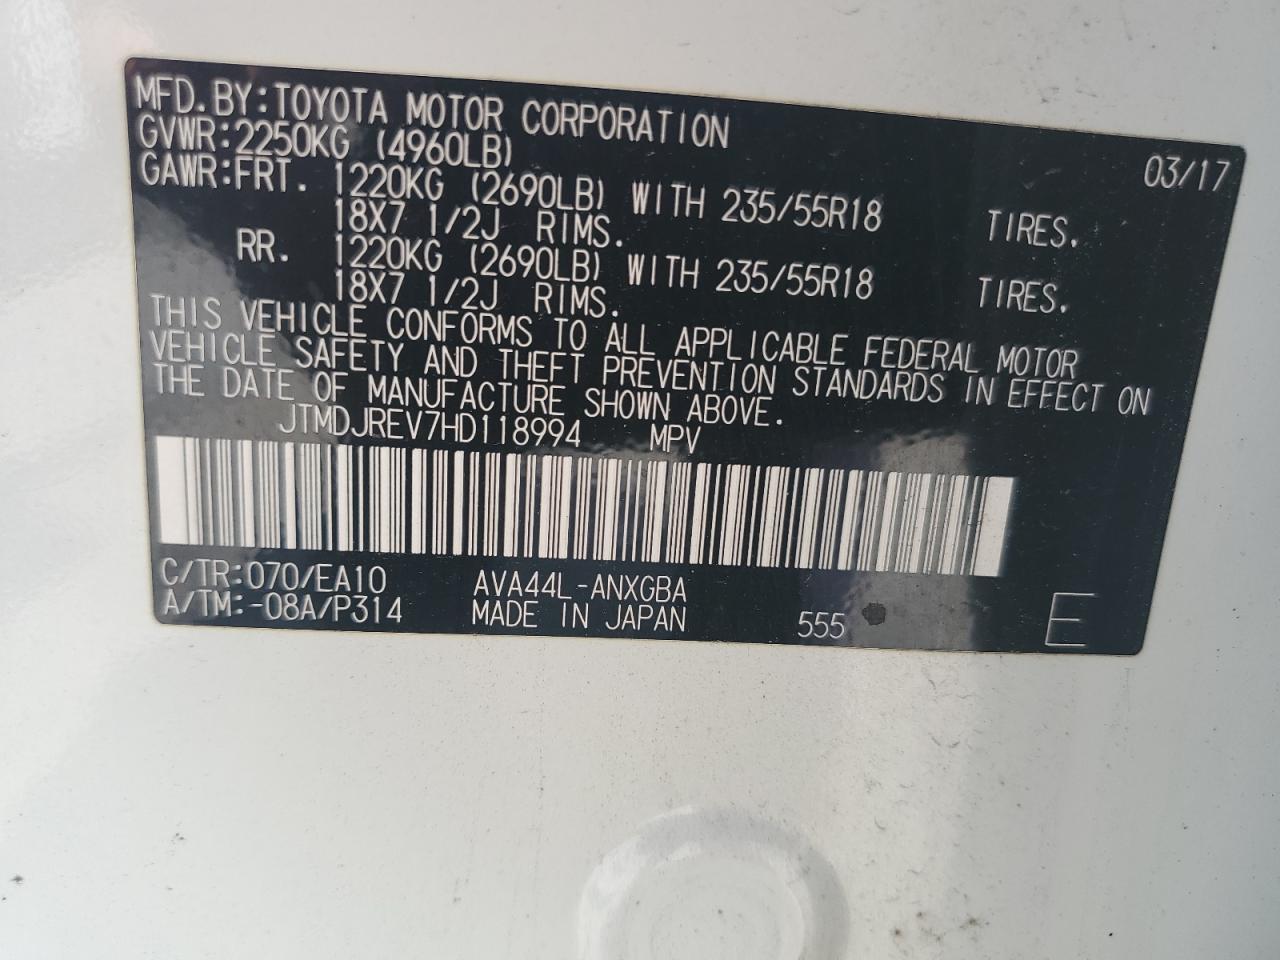 MFD.BY:TOYOTA MOTOR CORPORATION 03/17
GVWR:2250KG (4960LB)
GAWR:FRT. 1220KG (2690LB) WITH 235/55R18 TIRES.
18X7 1/2J RIMS.
RR. 1220KG (2690LB) WITH 235/55R18 TIRES.
18X7 1/2J RIMS.
THIS VEHICLE CONFORMS TO ALL APPLICABLE FEDERAL MOTOR
VEHICLE SAFETY AND THEFT PREVENTION STANDARDS IN EFFECT ON
THE DATE OF MANUFACTURE SHOWN ABOVE.
JTMDJREV7HD118994 MPV
C/TR:070/EA10 AVA44L-ANXGBA
A/TM:-08A/P314 MADE IN JAPAN 555 E